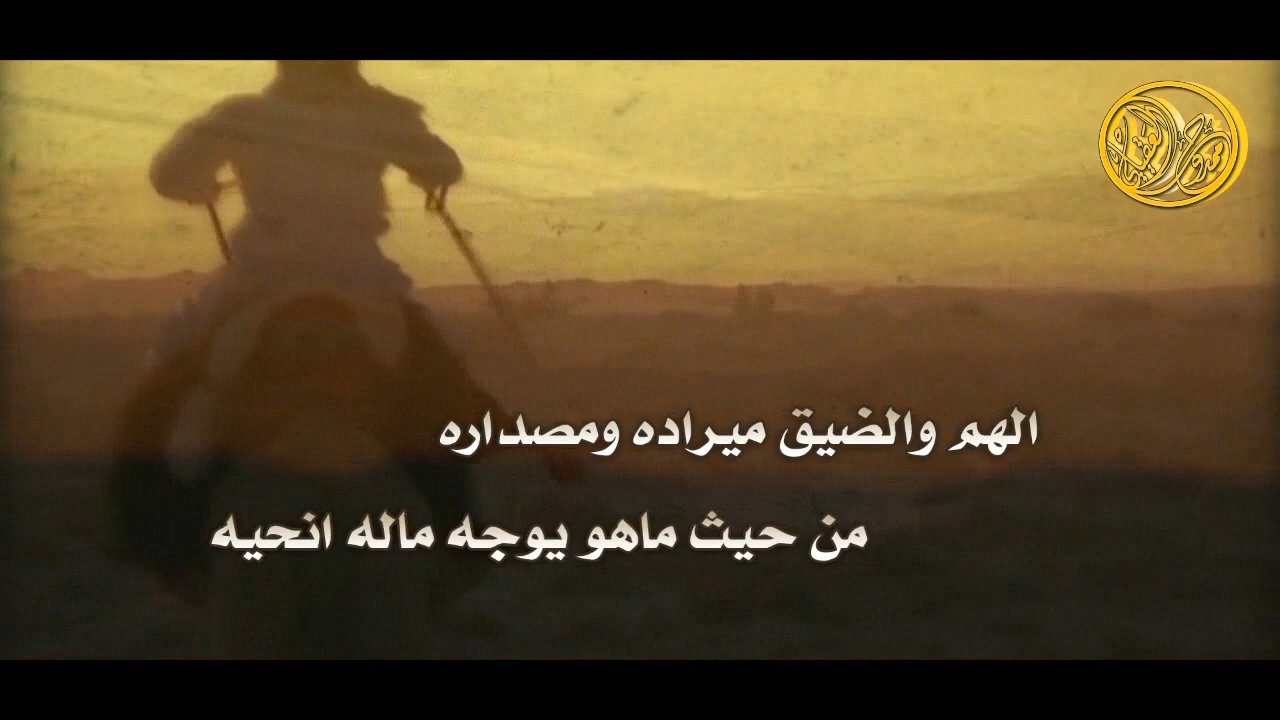 الهم والضيق ميراده ومصداره
من حيث ماهو يوجه ماله انحيه